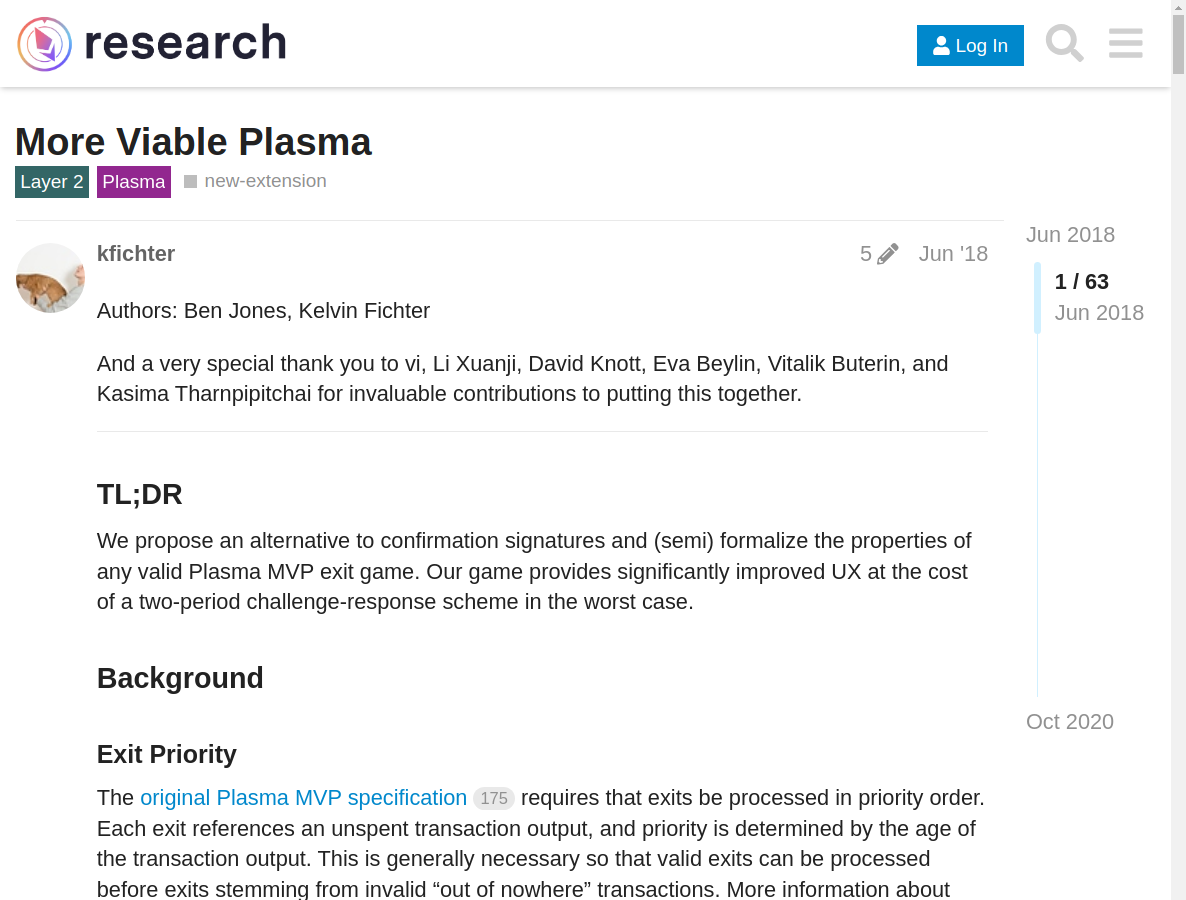 research
Log In
More Viable Plasma
Layer 2 Plasma new-extension
Jun 2018
kfichter 5 Jun '18
1 / 63
Jun 2018
Authors: Ben Jones, Kelvin Fichter
And a very special thank you to vi, Li Xuanji, David Knott, Eva Beylin, Vitalik Buterin, and
Kasima Tharnpipitchai for invaluable contributions to putting this together.
TL;DR
We propose an alternative to confirmation signatures and (semi) formalize the properties of
any valid Plasma MVP exit game. Our game provides significantly improved UX at the cost
of a two-period challenge-response scheme in the worst case.
Background
Oct 2020
Exit Priority
The original Plasma MVP specification 175 requires that exits be processed in priority order.
Each exit references an unspent transaction output, and priority is determined by the age of
the transaction output. This is generally necessary so that valid exits can be processed
before exits stemming from invalid “out of nowhere” transactions. More information about